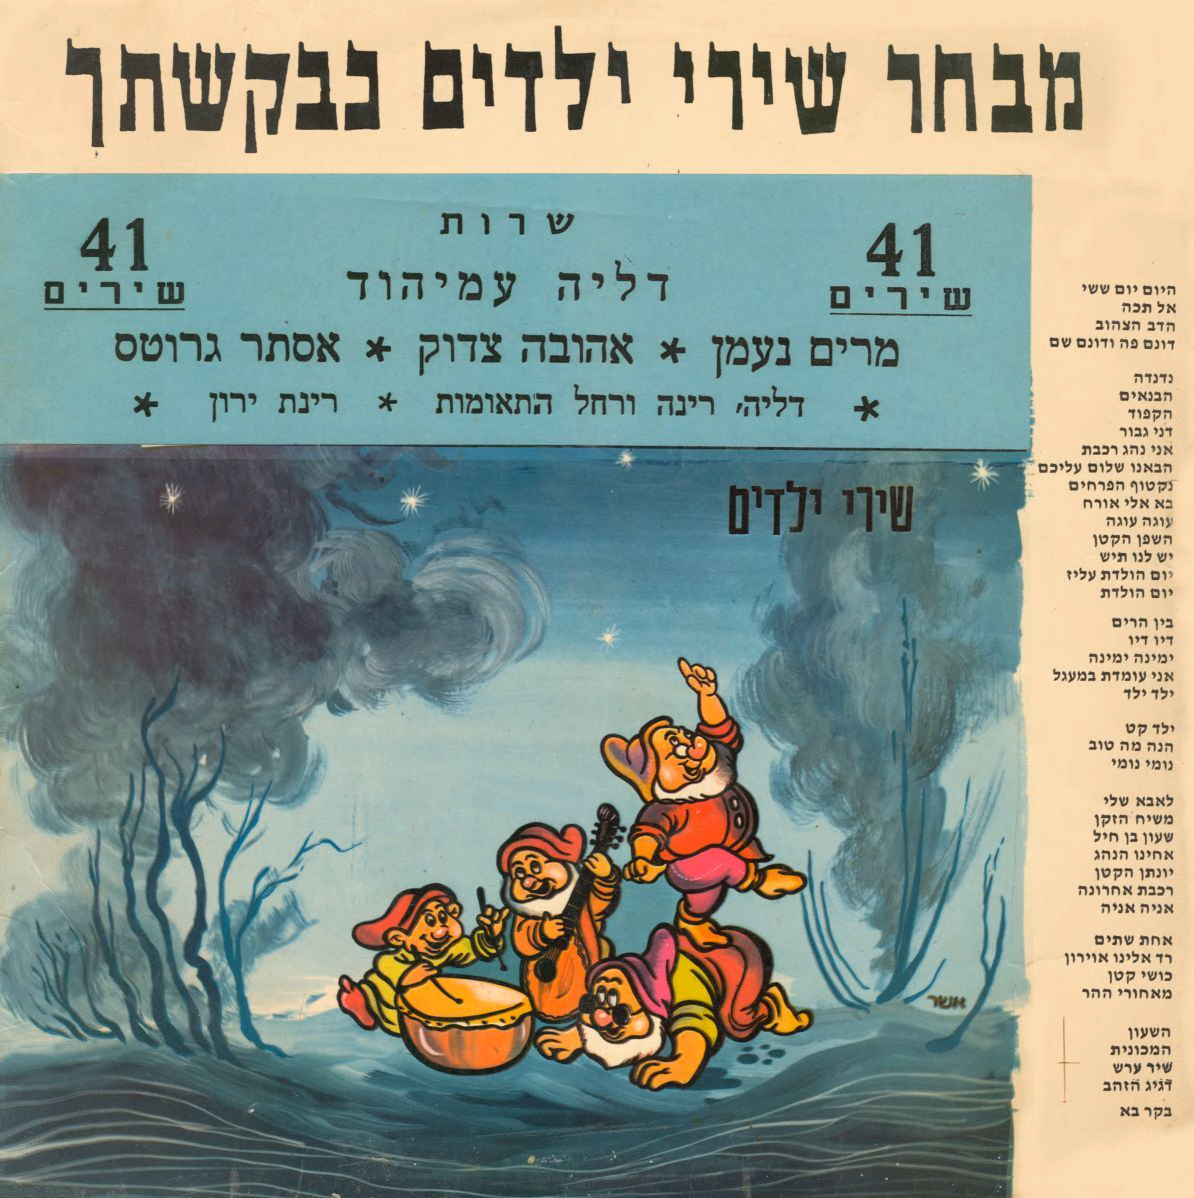 מבחר שירי ילדים כבקשתך
41
שירים
שרות
41
שירים
דליה עמיהוד
מרים נעמן * אהובה צדוק * אסתר גרוטס
* דליה, רינה ורחל התאומות * רינת ירון *
שירי ילדים
אשר
היום יום ששי
אל תכה
הדב הצהוב
דונם פה ודונם שם
נדנדה
הבנאים
הקפוד
דני גבור
אני נהג רכבת
הבאנו שלום עליכם
נקטוף הפרחים
בא אלי אורח
עוגה עוגה
השפן הקטן
יש לנו תיש
יום הולדת עליז
יום הולדת
בין הרים
דיו דיו
ימינה ימינה
אני עומדת במעגל
ילד ילד
ילד קט
הנה מה טוב
נומי נומי
לאבא שלי
משיח הזקן
שעון בן חיל
אחינו הנהג
יונתן הקטן
רכבת אחרונה
אניה אניה
אחת שתים
רד אלינו אוירון
כושי קטן
מאחורי ההר
השעון
המכונית
שיר ערש
דגיג הזהב
בקר בא